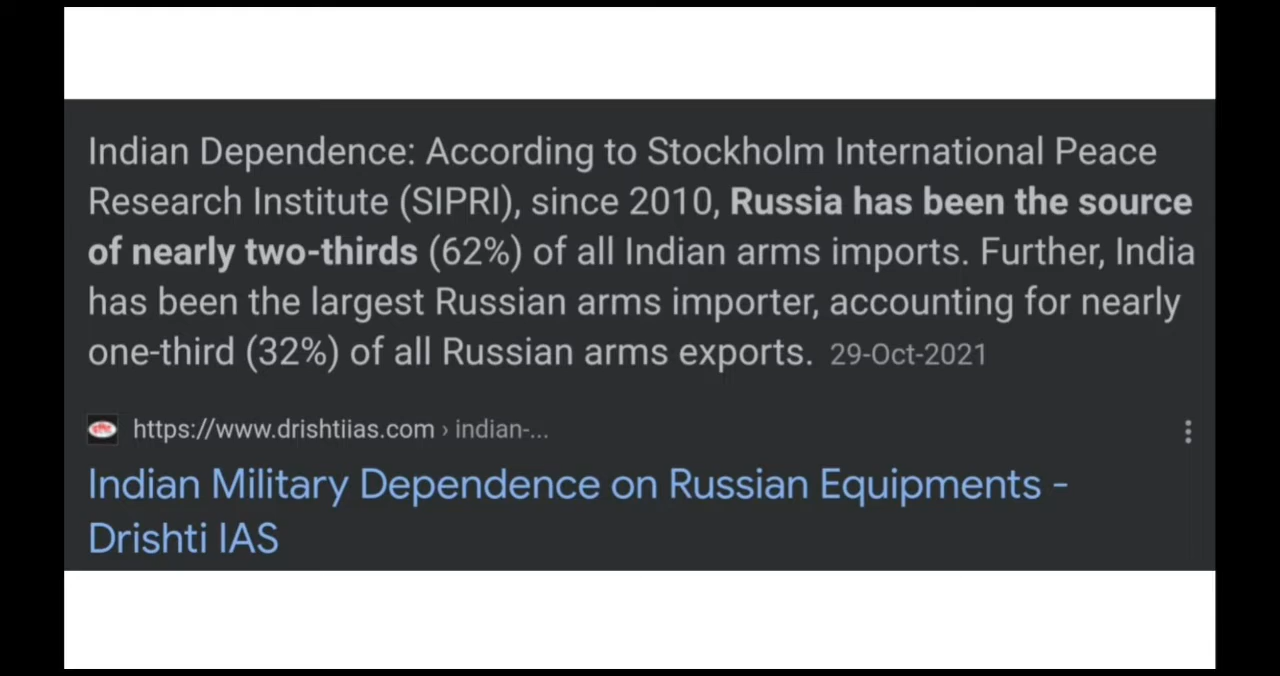 Indian Dependence: According to Stockholm International Peace
Research Institute (SIPRI), since 2010, Russia has been the source
of nearly two-thirds (62%) of all Indian arms imports. Further, India
has been the largest Russian arms importer, accounting for nearly
one-third (32%) of all Russian arms exports. 29-Oct-2021
https://www.drishtiias.com › indian-...
Indian Military Dependence on Russian Equipments -
Drishti IAS